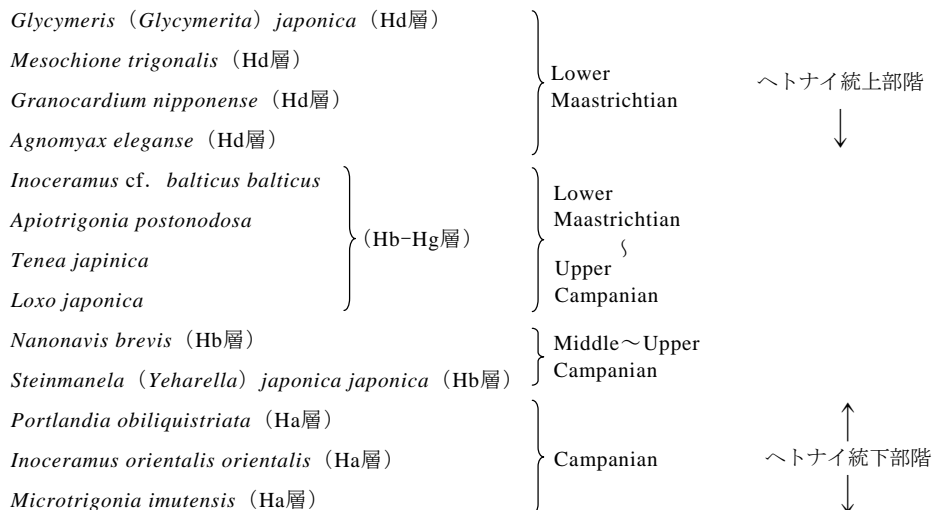 Glycymeris（Glycymerita）japonica（Hd層）
Mesochione trigonalis（Hd層）
Granocardium nipponense（Hd層）
Agnomyax eleganse（Hd層）
Lower
Maastrichtian
ヘトナイ統上部階
↓
Inoceramus cf. balticus balticus
Apiotrigonia postonodosa
Tenea japinica
Loxo japonica
（Hb-Hg層）
Lower
Maastrichtian
〜
Upper
Campanian
Nanonavis brevis（Hb層）
Steinmanela（Yeharella）japonica japonica（Hb層）
Middle〜Upper
Campanian
Portlandia obiliquistriata（Ha層）
Inoceramus orientalis orientalis（Ha層）
Microtrigonia imutensis（Ha層）
Campanian
↑
ヘトナイ統下部階
↓